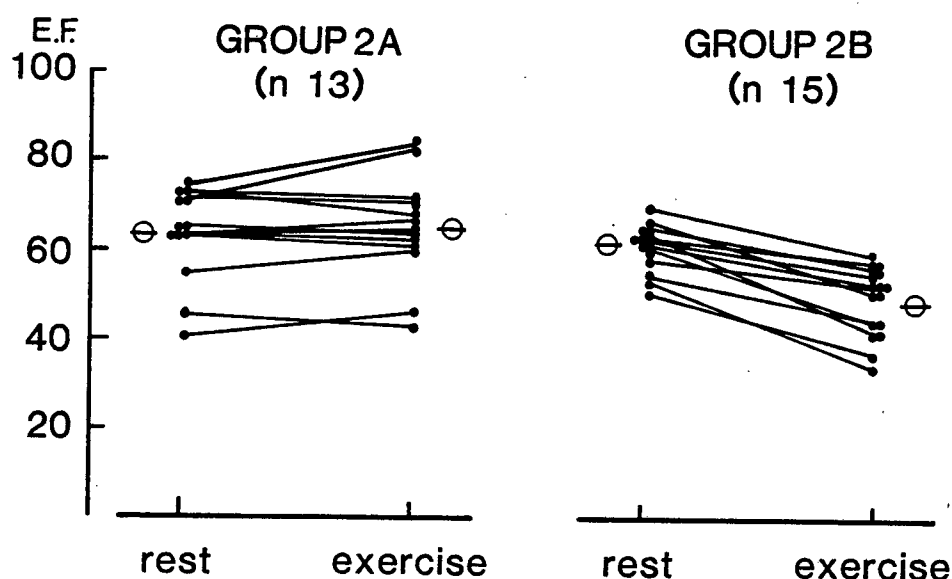 E.F.
GROUP 2A
(n 13)
GROUP 2B
(n 15)
100
80
60
40
20
rest
exercise
rest
exercise